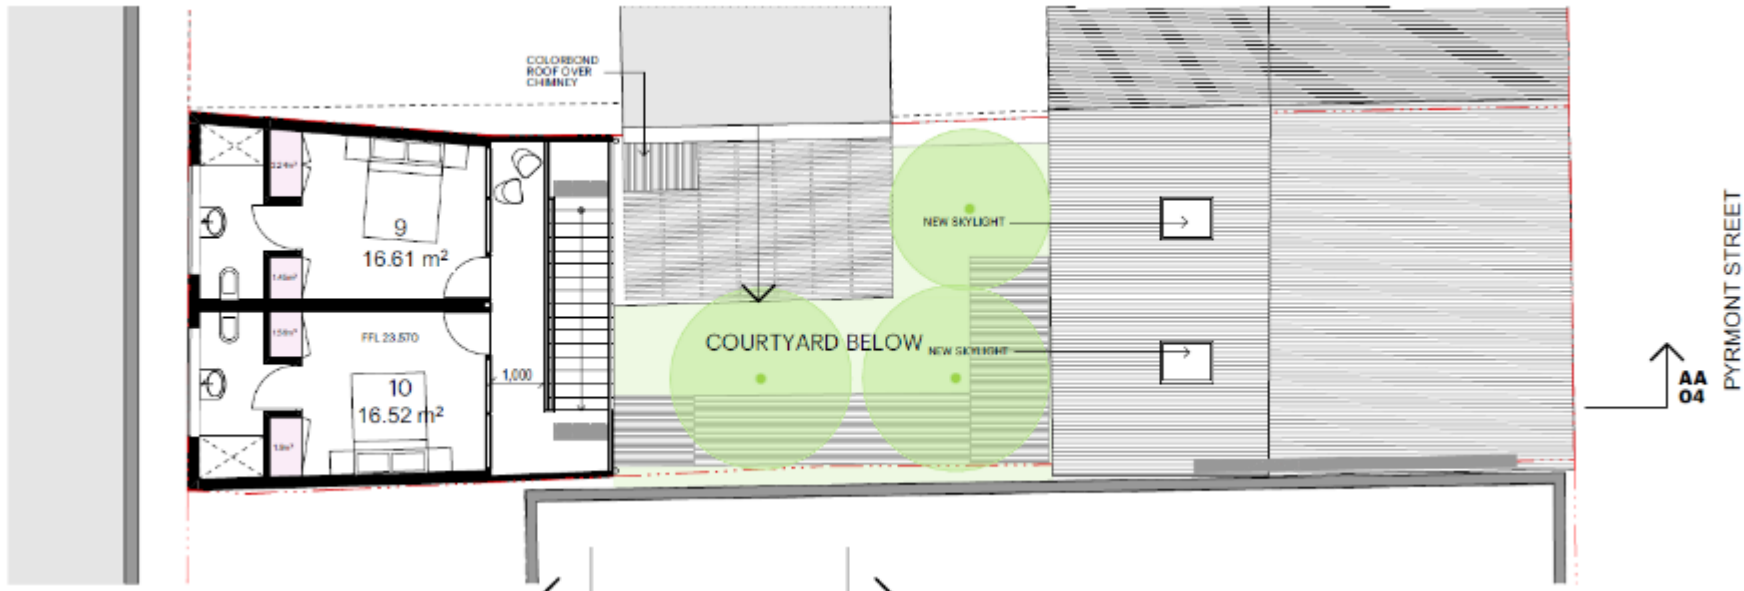 COLORBOND
ROOF OVER
CHIMNEY
9
16.61 m²
NEW SKYLIGHT
FFL 23.570
COURTYARD BELOW
NEW SKYLIGHT
1,000
10
16.52 m²
AA
04
PYRMONT STREET